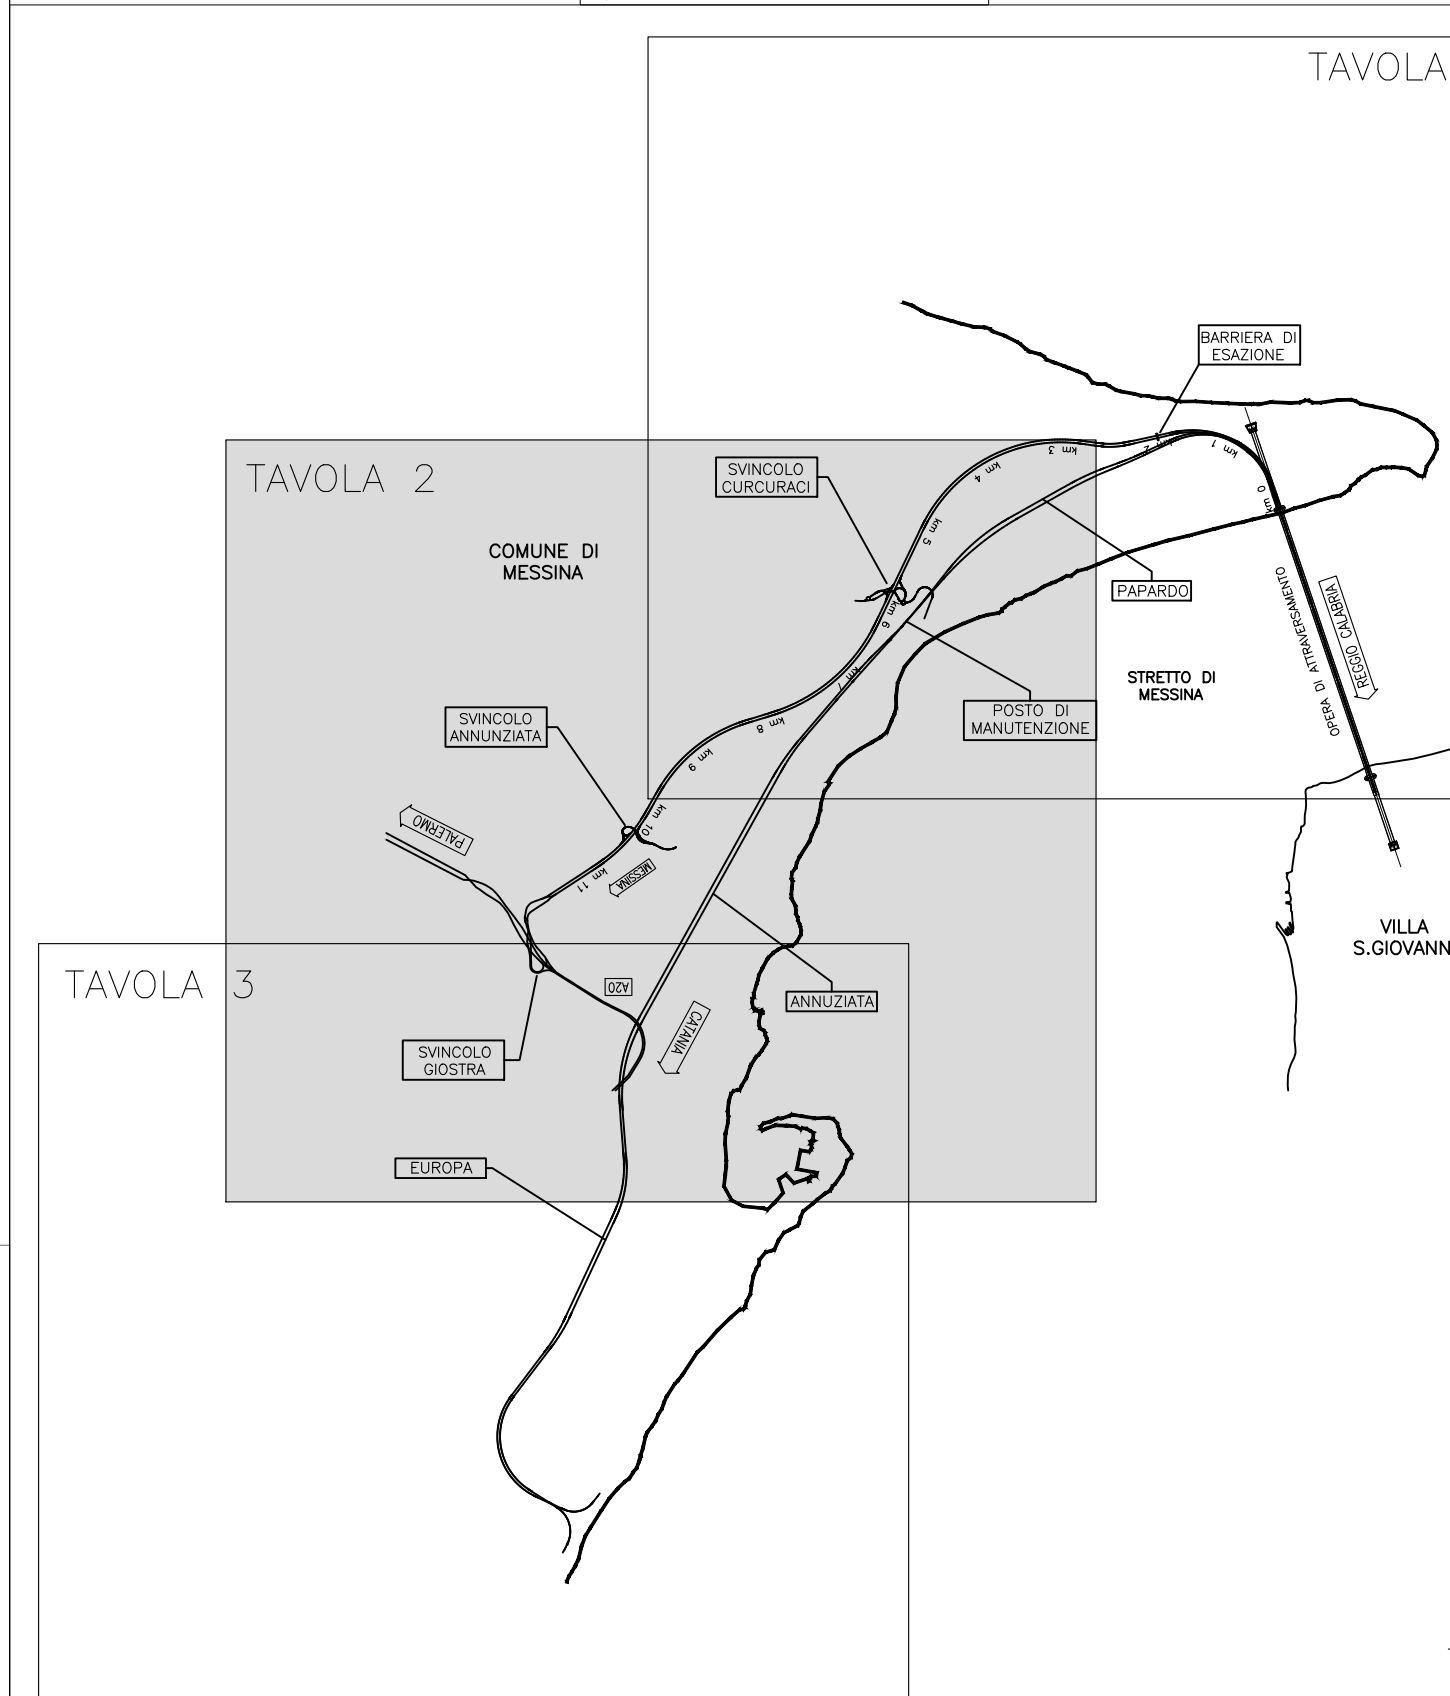 TAVOLA
BARRIERA DI
ESAZIONE
TAVOLA 2
SVINCOLO
CURCURACI
km 0
km 1
km 2
km 3
km 4
km 5
km 6
km 7
km 8
km 9
km 10
km 11
COMUNE DI
MESSINA
PAPARDO
OPERA DI ATTRAVERSAMENTO
REGGIO CALABRIA
STRETTO DI
MESSINA
POSTO DI
MANUTENZIONE
SVINCOLO
ANNUNZIATA
PALERMO
MESSINA
VILLA
S.GIOVANN
TAVOLA 3
A20
ANNUZIATA
CATANIA
SVINCOLO
GIOSTRA
EUROPA